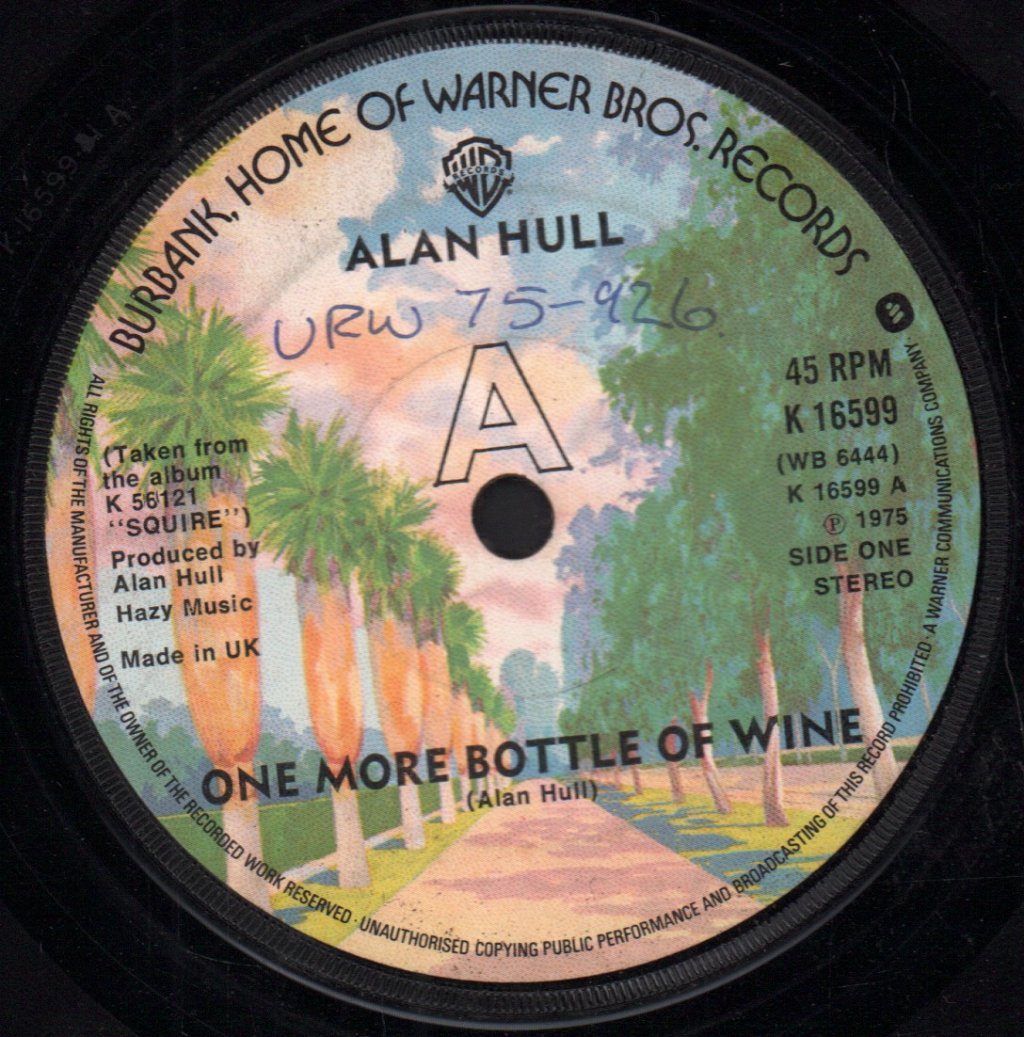 BURBANK, HOME OF WARNER BROS. RECORDS
RECORDS
ALAN HULL
URW 75-926.
A
45 RPM
K 16599
(WB 6444)
K 16599 A
Ⓟ 1975
SIDE ONE
STEREO
(Taken from
the album
K 56121
"SQUIRE")
Produced by
Alan Hull
Hazy Music
Made in UK
ONE MORE BOTTLE OF WINE
(Alan Hull)
ALL RIGHTS OF THE MANUFACTURER AND OF THE OWNER OF THE RECORDED WORK RESERVED · UNAUTHORISED COPYING PUBLIC PERFORMANCE AND BROADCASTING OF THIS RECORD PROHIBITED · A WARNER COMMUNICATIONS COMPANY
K 16599 A